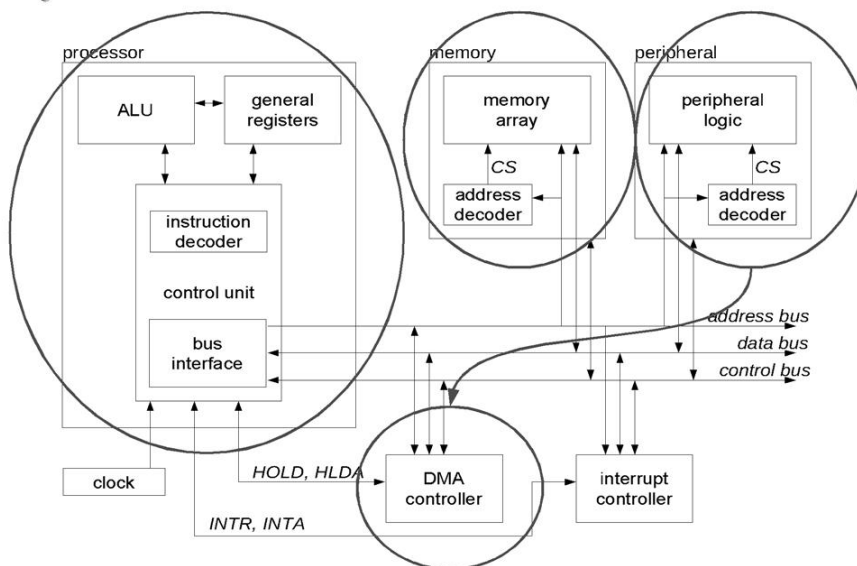 processor
memory
peripheral
ALU
general
registers
memory
array
peripheral
logic
CS
CS
address
decoder
address
decoder
instruction
decoder
control unit
bus
interface
address bus
data bus
control bus
clock
HOLD, HLDA
DMA
controller
interrupt
controller
INTR, INTA